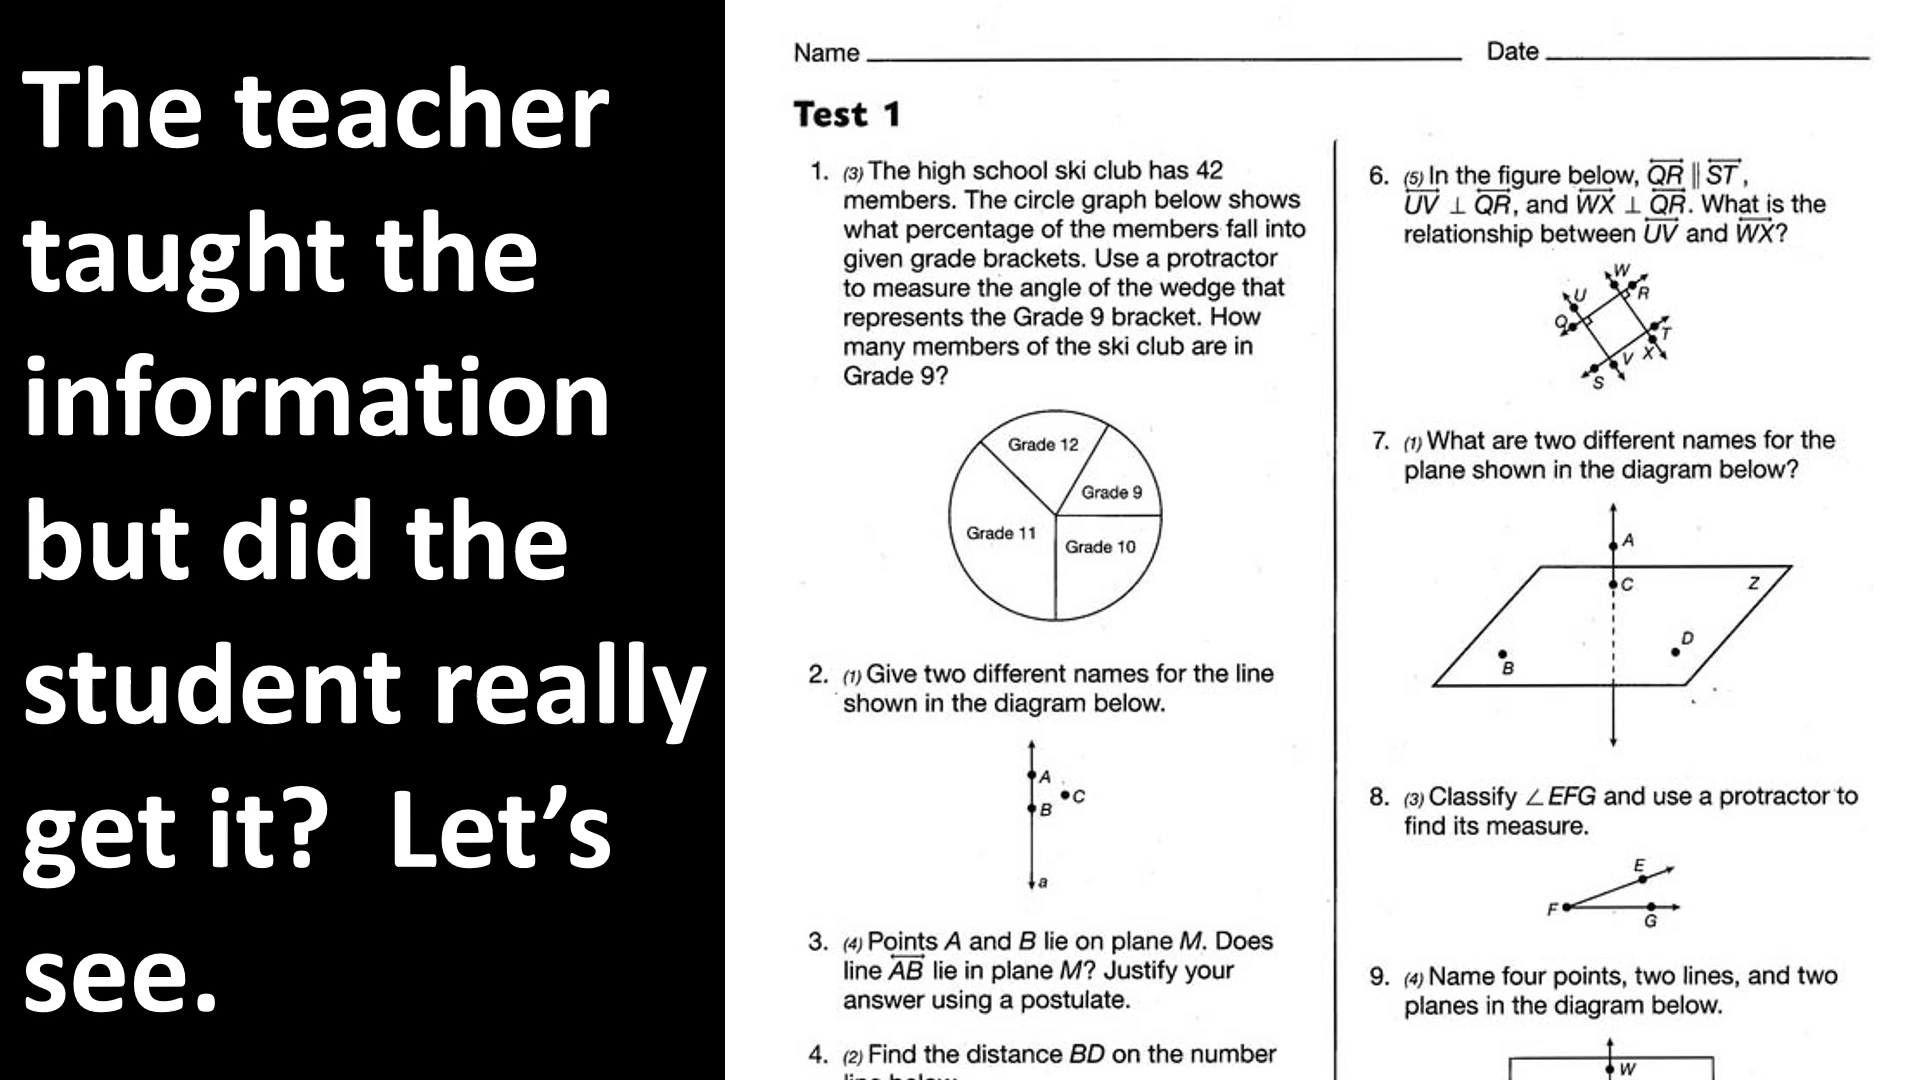 The teacher
taught the
information
but did the
student really
get it?  Let's
see.
Name
Date
Test 1
1. (3) The high school ski club has 42
members. The circle graph below shows
what percentage of the members fall into
given grade brackets. Use a protractor
to measure the angle of the wedge that
represents the Grade 9 bracket. How
many members of the ski club are in
Grade 9?
Grade 12
Grade 9
Grade 11
Grade 10
2. (1) Give two different names for the line
shown in the diagram below.
A
C
B
a
3. (4) Points A and B lie on plane M. Does
line AB lie in plane M? Justify your
answer using a postulate.
4. (2) Find the distance BD on the number
6. (5) In the figure below, QR ∥ ST,
UV ⊥ QR, and WX ⊥ QR. What is the
relationship between UV and WX?
W
U
R
Q
T
V X
S
7. (1) What are two different names for the
plane shown in the diagram below?
A
C
Z
D
B
8. (3) Classify ∠EFG and use a protractor to
find its measure.
E
F
G
9. (4) Name four points, two lines, and two
planes in the diagram below.
W